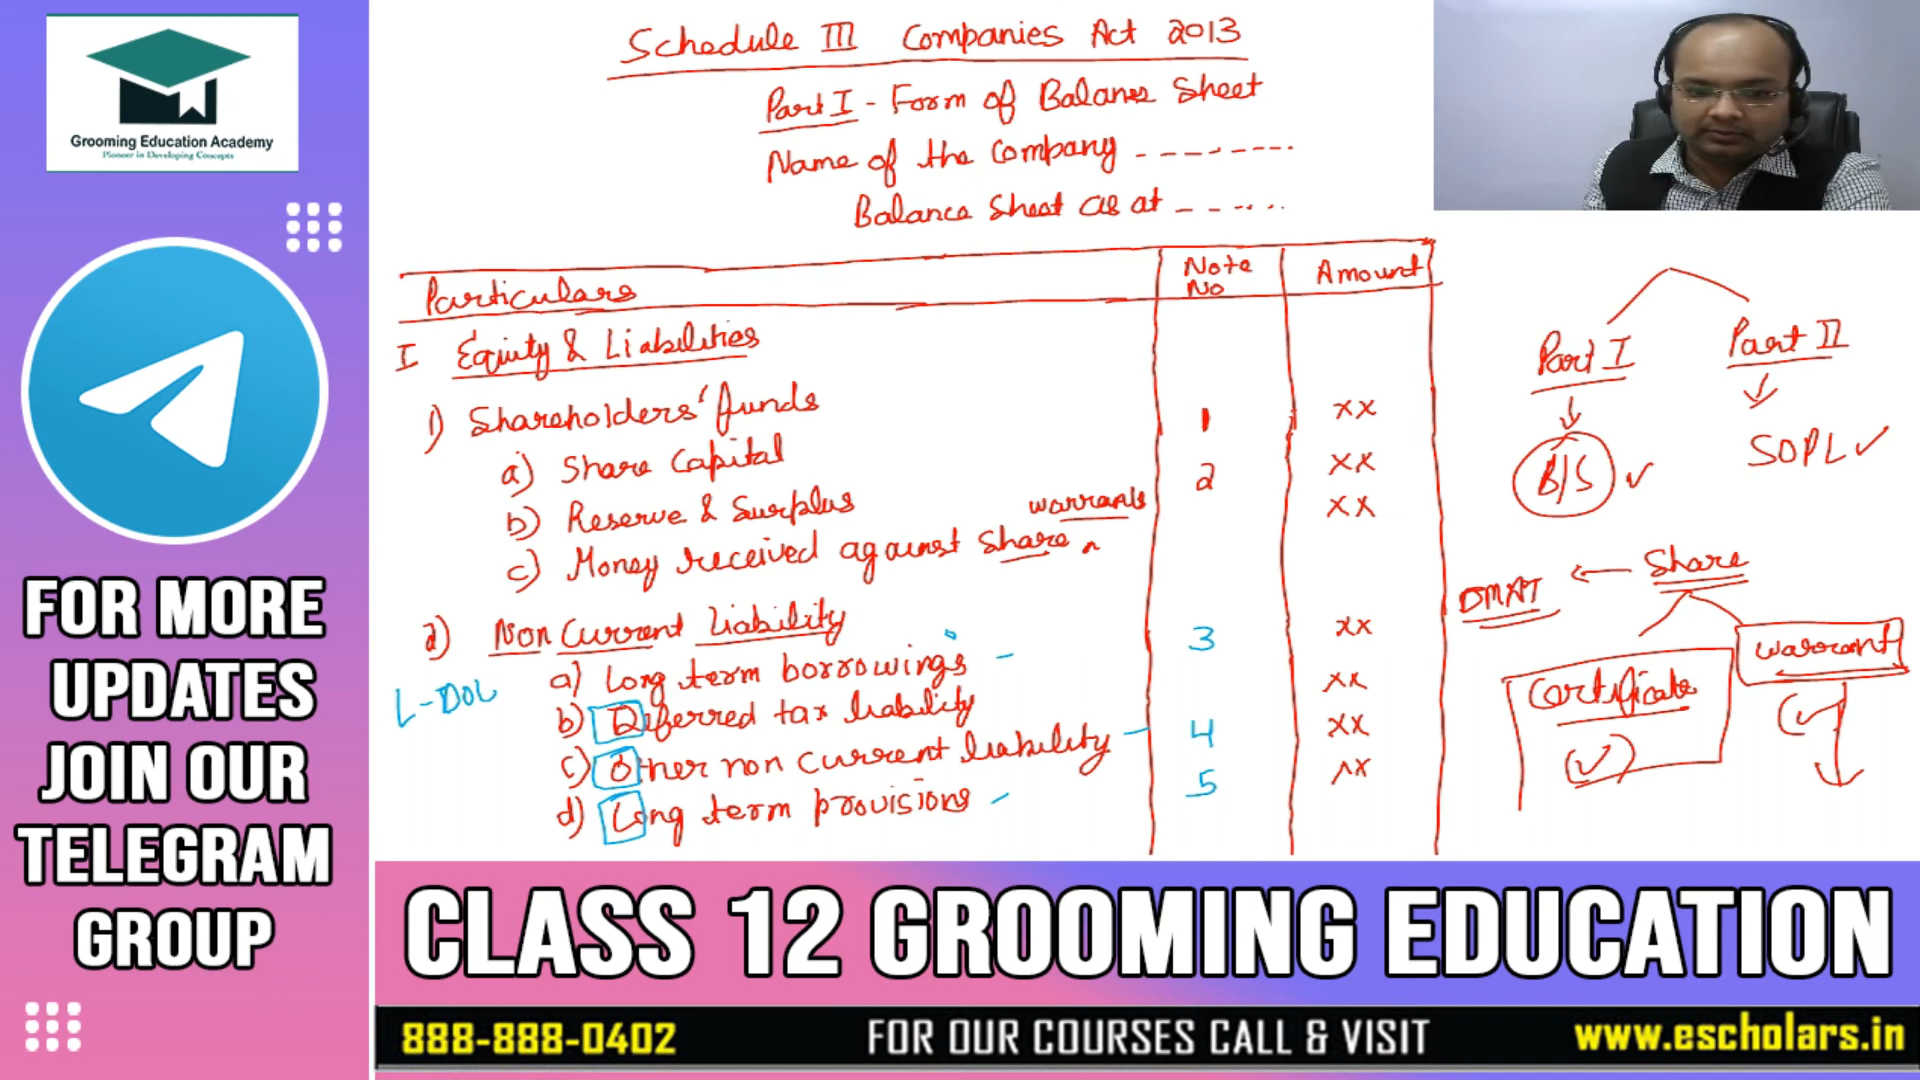 Grooming Education Academy
Pioneer in Developing Concepts
FOR MORE
UPDATES
JOIN OUR
TELEGRAM
GROUP
Schedule III Companies Act 2013
Part I - Form of Balance Sheet
Name of the Company ---------
Balance Sheet as at ------
Particulars
Note No
Amount
I Equity & Liabilities
1) Shareholders' funds
1 xx
a) Share Capital
2 xx
b) Reserve & Surplus
xx
warrants
c) Money received against Share
2) Non Current Liability
3 xx
L-DOL
a) Long term borrowings -
xx
b) Deferred tax liability
4 xx
c) Other non current liability -
xx
d) Long term provisions -
5
Part I
Part II
B/S ✓
SOPL ✓
DMAT ← Share
Certificate
(✓)
warrant
(✓)
CLASS 12 GROOMING EDUCATION
888-888-0402 FOR OUR COURSES CALL & VISIT www.escholars.in